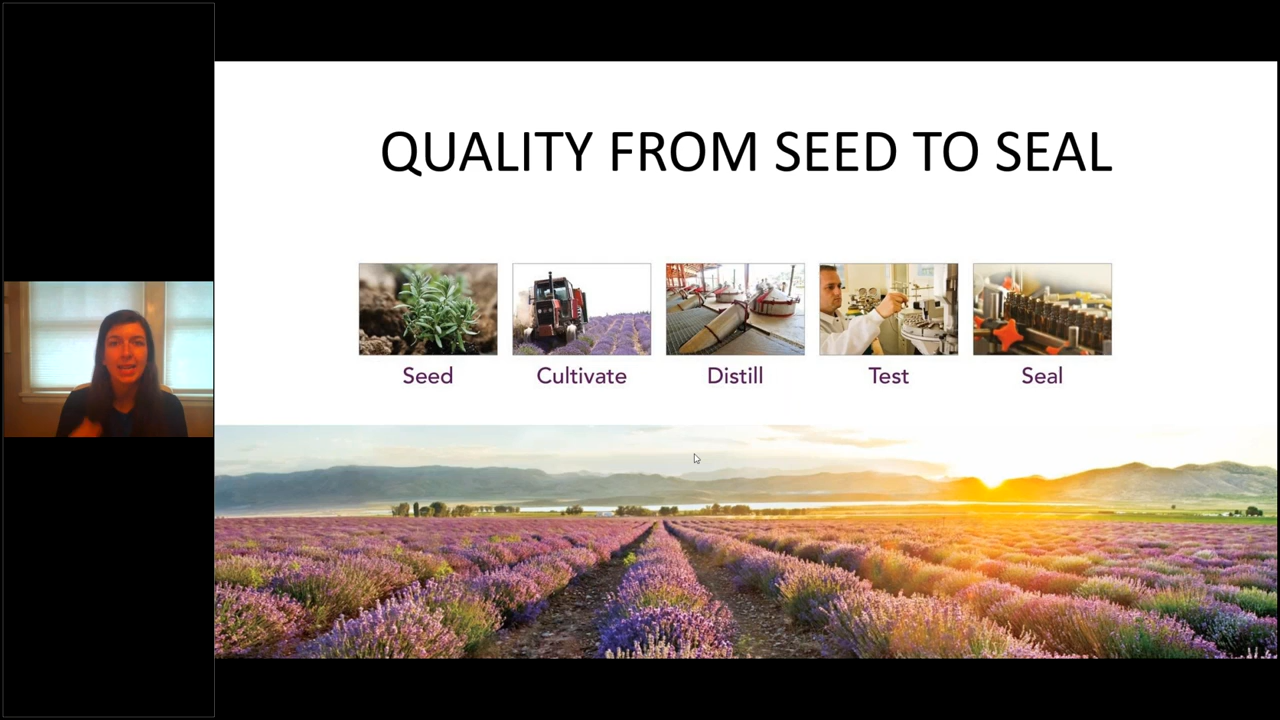 QUALITY FROM SEED TO SEAL
Seed
Cultivate
Distill
Test
Seal